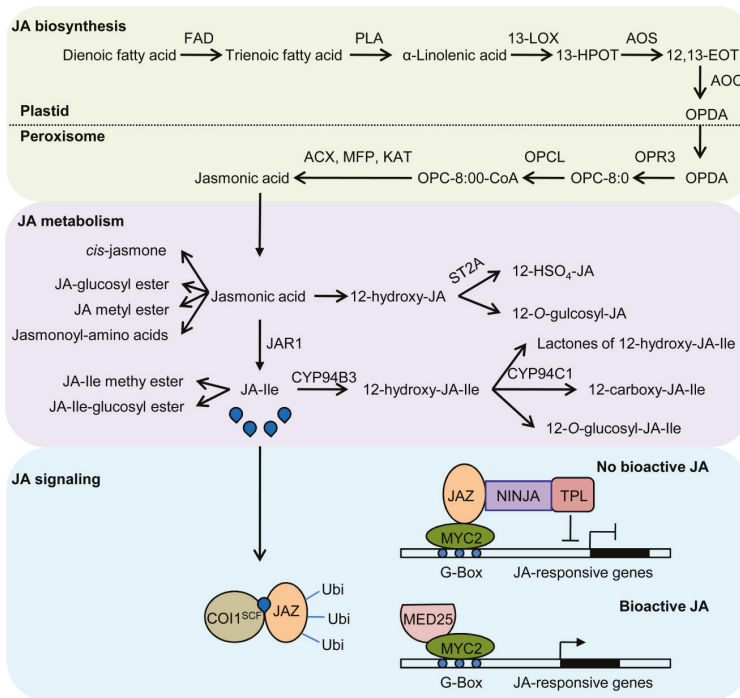 JA biosynthesis
FAD PLA 13-LOX AOS
Dienoic fatty acid Trienoic fatty acid α-Linolenic acid 13-HPOT 12,13-EOT
AOC
Plastid OPDA
Peroxisome
ACX, MFP, KAT OPCL OPR3
Jasmonic acid OPC-8:00-CoA OPC-8:0 OPDA
JA metabolism
cis-jasmone
ST2A 12-HSO₄-JA
JA-glucosyl ester
Jasmonic acid 12-hydroxy-JA
JA metyl ester
12-O-gulcosyl-JA
Jasmonoyl-amino acids
JAR1 Lactones of 12-hydroxy-JA-Ile
JA-Ile methy ester CYP94B3 CYP94C1
JA-Ile 12-hydroxy-JA-Ile 12-carboxy-JA-Ile
JA-Ile-glucosyl ester
12-O-glucosyl-JA-Ile
JA signaling No bioactive JA
JAZ NINJA TPL
MYC2
G-Box JA-responsive genes
Ubi
COI1ˢᶜᶠ JAZ Ubi
Ubi
Bioactive JA
MED25
MYC2
G-Box JA-responsive genes